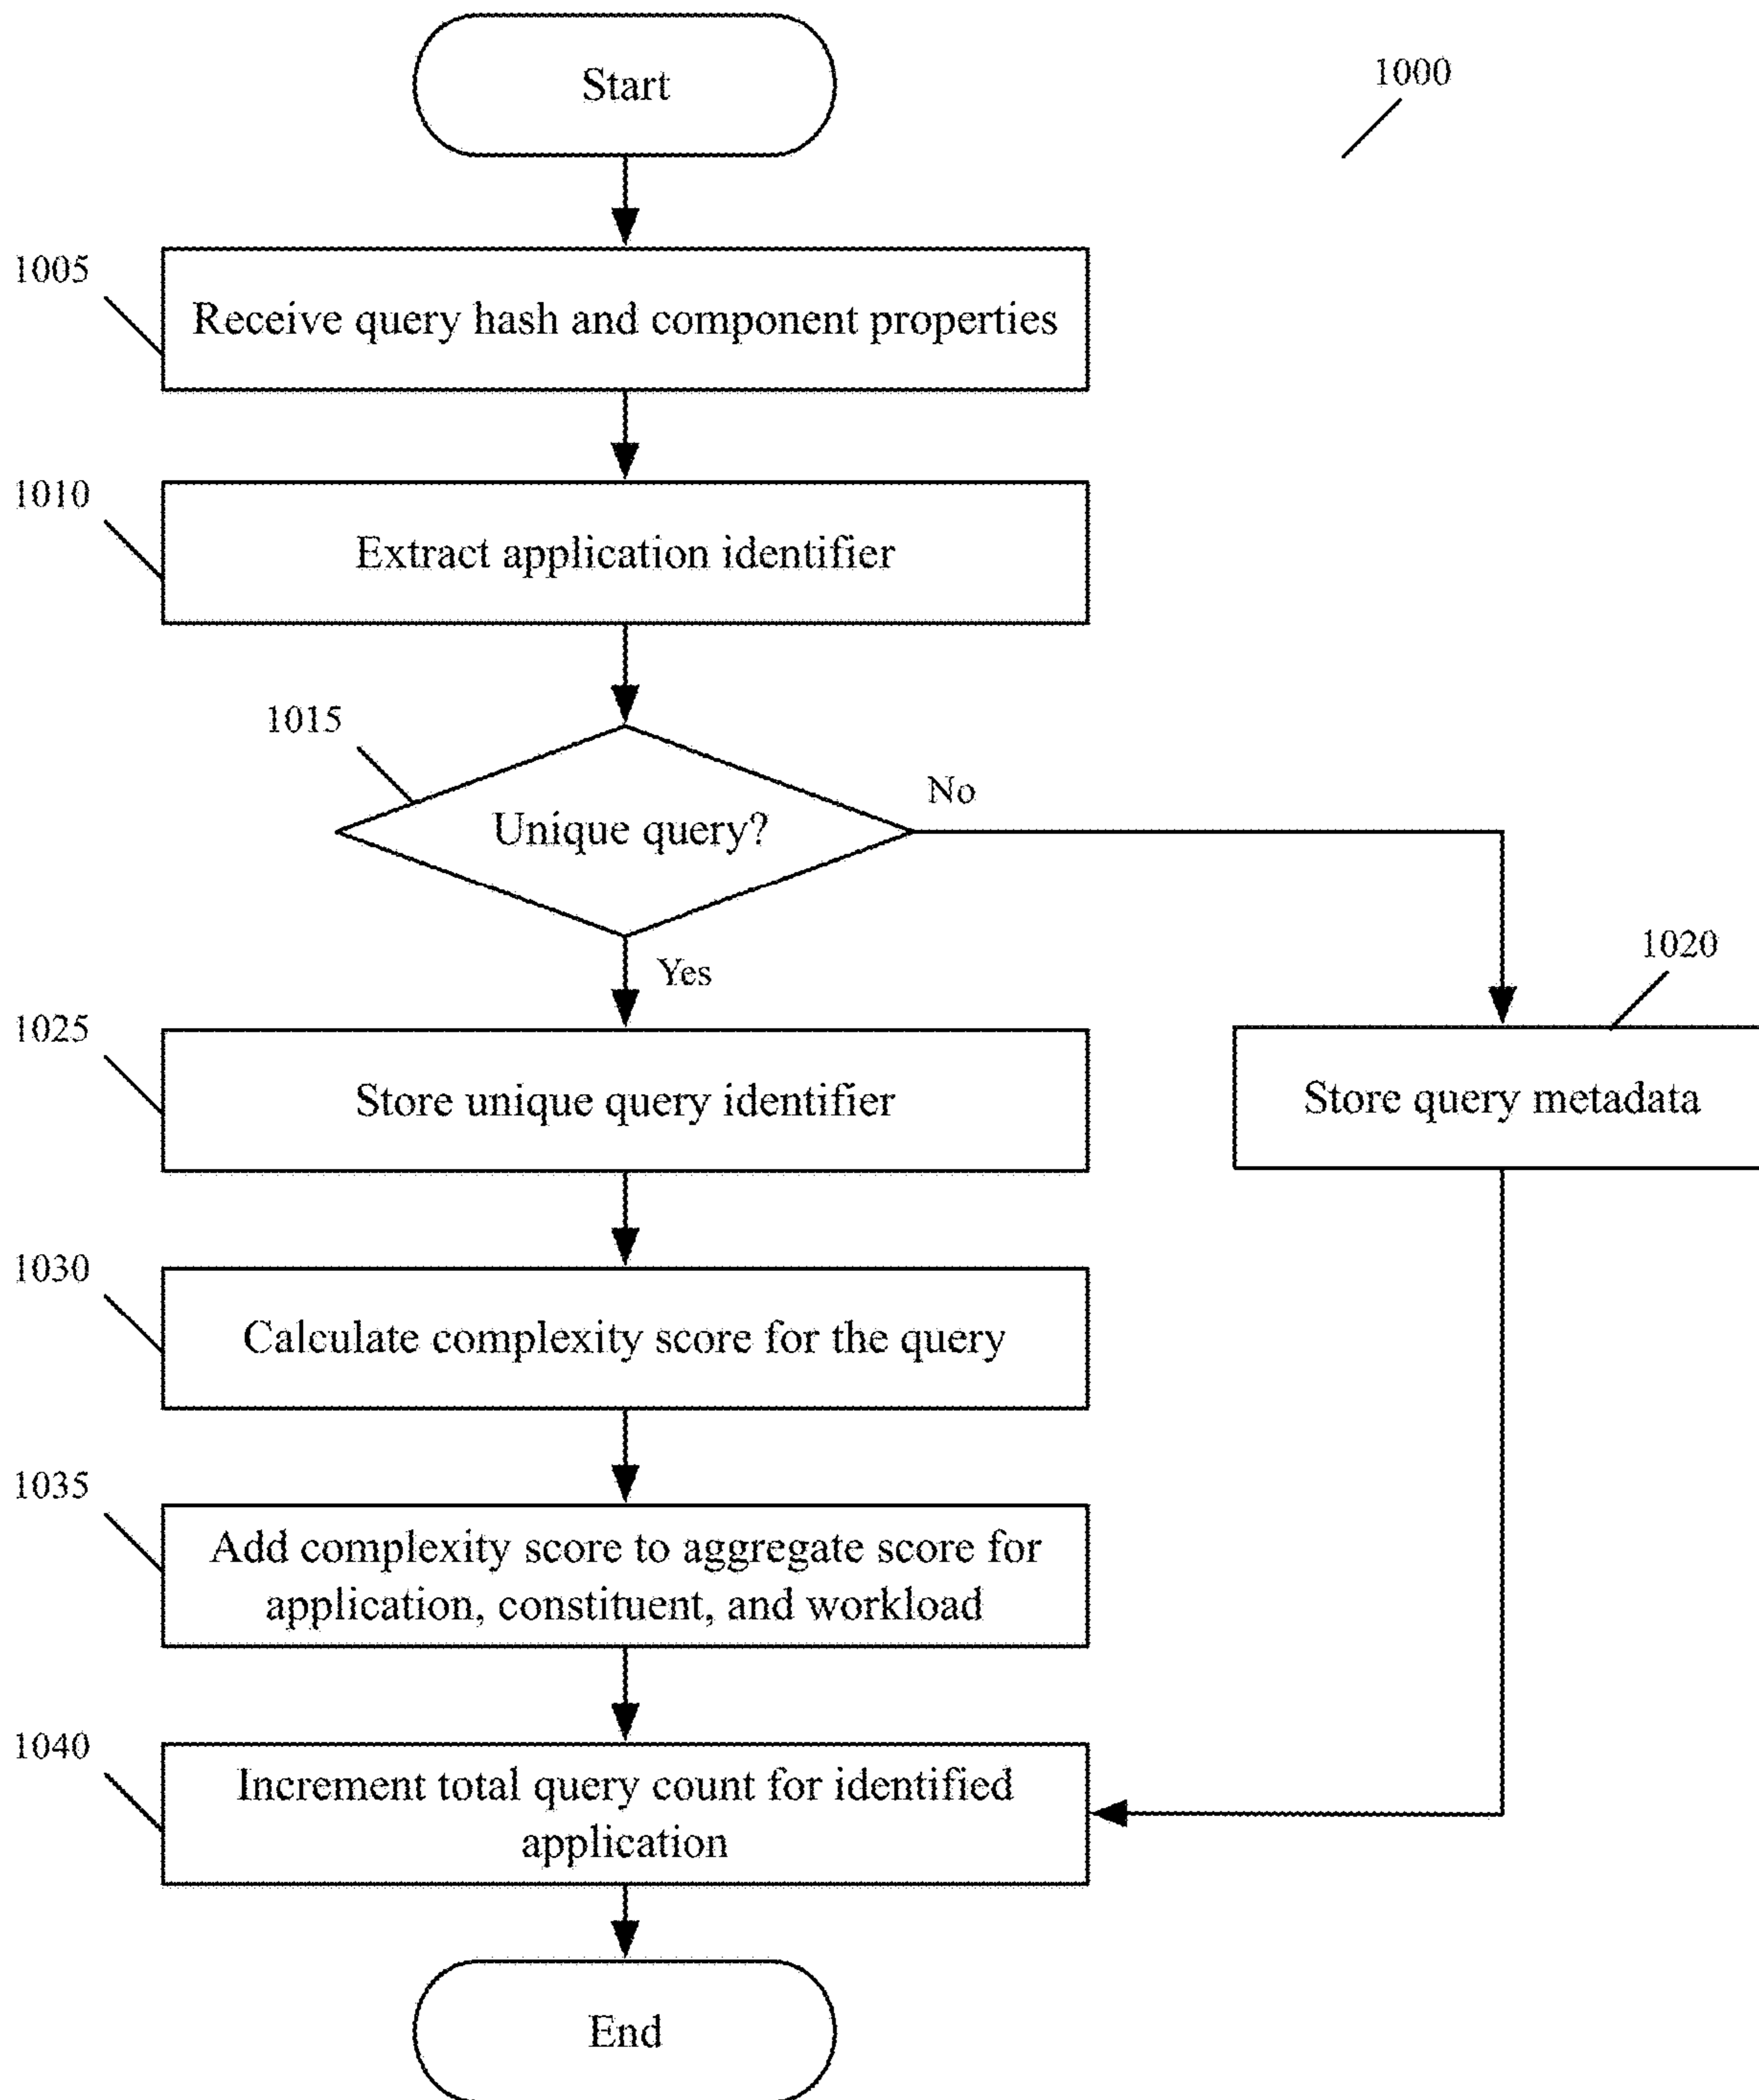 Start
1000
1005
Receive query hash and component properties
1010
Extract application identifier
1015
Unique query?
No
Yes
1020
1025
Store unique query identifier
Store query metadata
1030
Calculate complexity score for the query
1035
Add complexity score to aggregate score for
application, constituent, and workload
1040
Increment total query count for identified
application
End